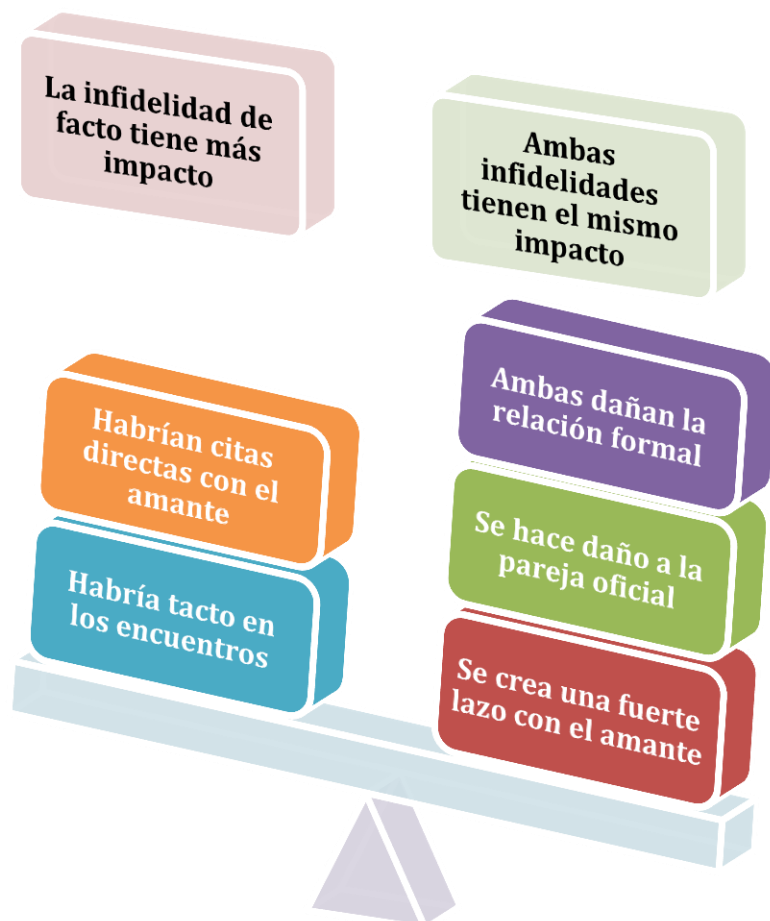 La infidelidad de
facto tiene más
impacto
Ambas
infidelidades
tienen el mismo
impacto
Habrían citas
directas con el
amante
Habría tacto en
los encuentros
Ambas dañan la
relación formal
Se hace daño a la
pareja oficial
Se crea una fuerte
lazo con el amante